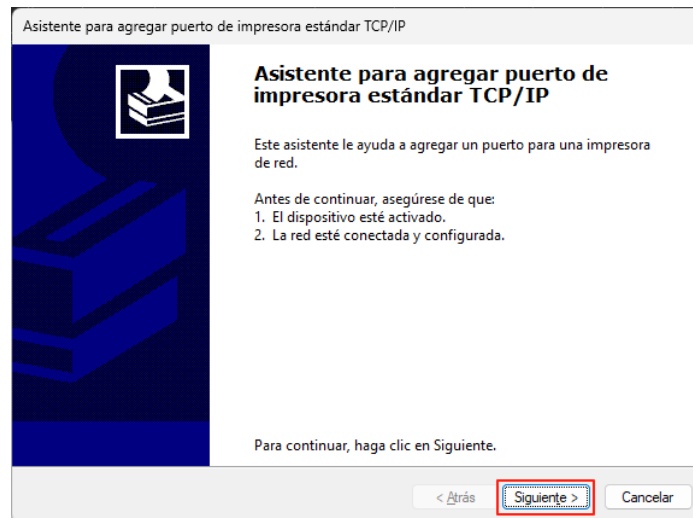 Asistente para agregar puerto de impresora estándar TCP/IP
Asistente para agregar puerto de
impresora estándar TCP/IP
Este asistente le ayuda a agregar un puerto para una impresora
de red.
Antes de continuar, asegúrese de que:
1. El dispositivo esté activado.
2. La red esté conectada y configurada.
Para continuar, haga clic en Siguiente.
< Atrás
Siguiente >
Cancelar